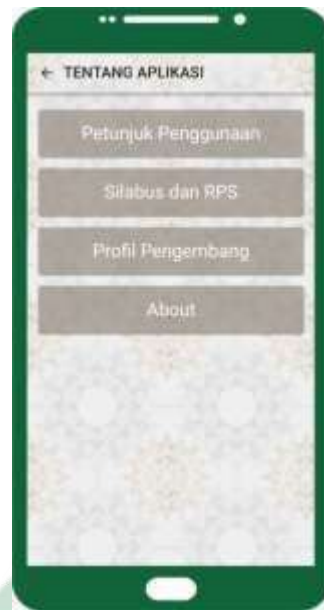 ← TENTANG APLIKASI
Petunjuk Penggunaan
Silabus dan RPS
Profil Pengembang
About